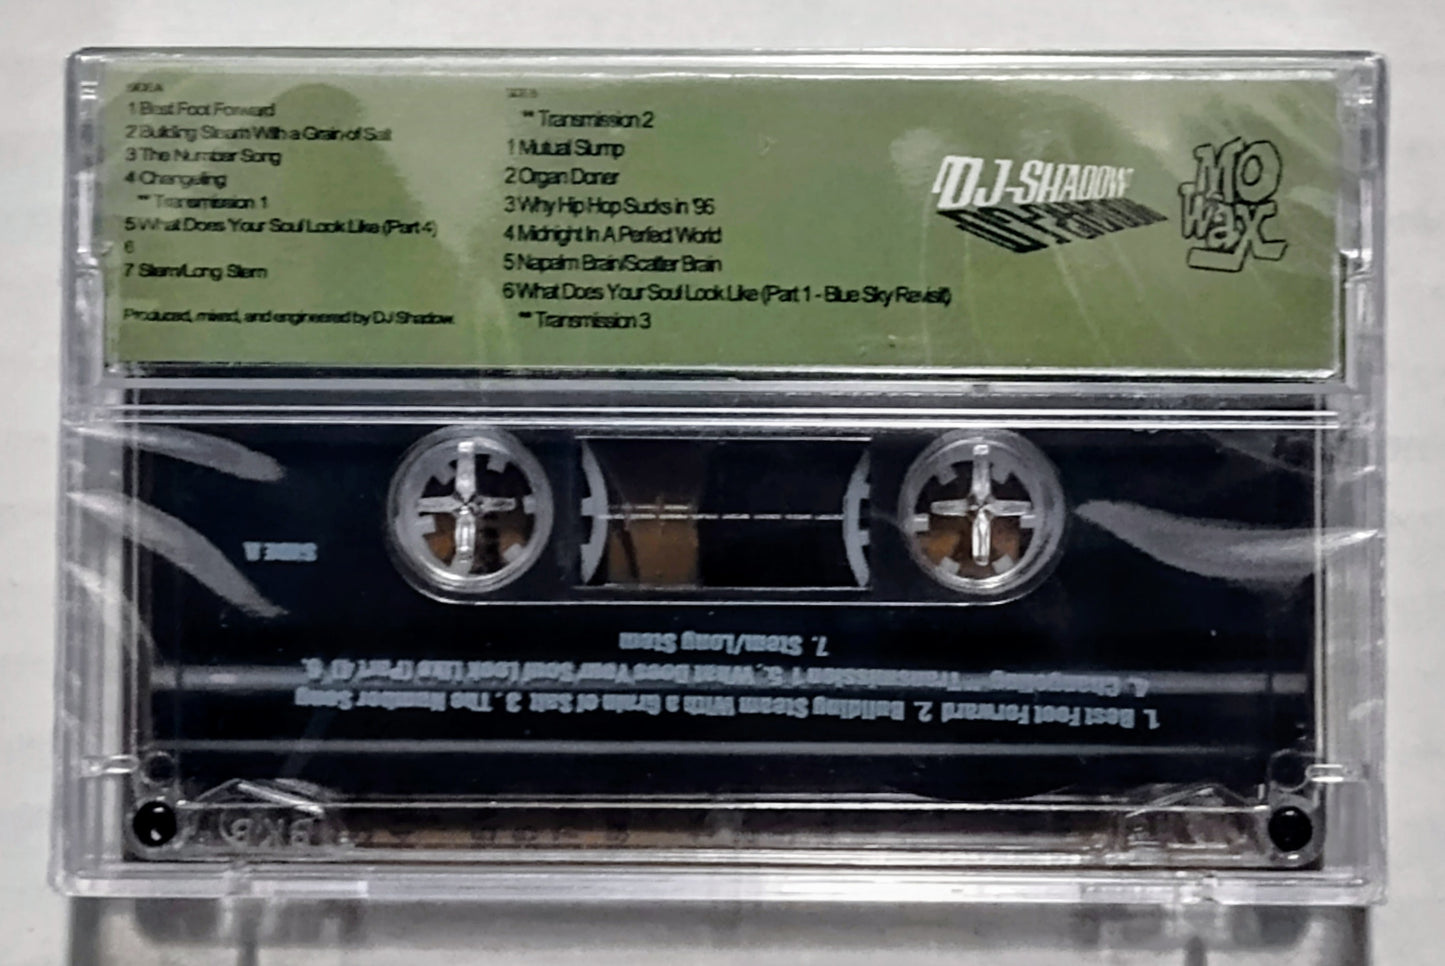 SIDE A
1 Best Foot Forward
2 Building Steam With a Grain of Salt
3 The Number Song
4 Changeling
** Transmission 1
5 What Does Your Soul Look Like (Part 4)
6
7 Stem/Long Stem
Produced, mixed, and engineered by DJ Shadow.
SIDE B
** Transmission 2
1 Mutual Slump
2 Organ Donor
3 Why Hip Hop Sucks in '96
4 Midnight In A Perfect World
5 Napalm Brain/Scatter Brain
6 What Does Your Soul Look Like (Part 1 - Blue Sky Revisit)
** Transmission 3
DJ-SHADOW
DJ-SHADOW
MO
Wax
SIDE A
1. Best Foot Forward 2. Building Steam With a Grain of Salt 3. The Number Song
4. Changeling **Transmission 1 5. What Does Your Soul Look Like (Part 4) 6.
7. Stem/Long Stem